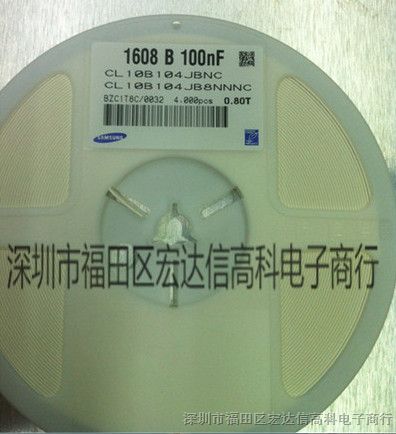 1608 B 100nF
CL10B104JBNC
CL10B104JB8NNNC
BZC1T8C/0032 4.000pcs 0.80T
SAMSUNG
深圳市福田区宏达信高科电子商行
深圳市福田区宏达信高科电子商行